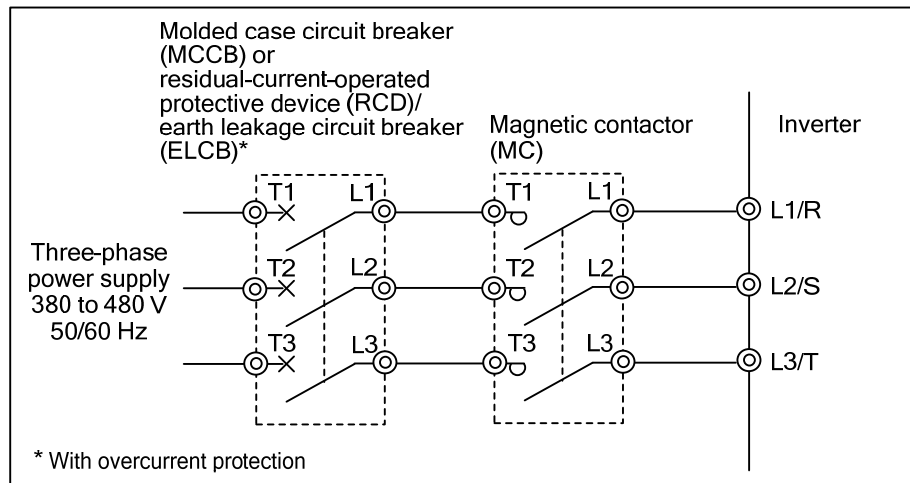 Molded case circuit breaker
(MCCB) or
residual-current-operated
protective device (RCD)/
earth leakage circuit breaker
(ELCB)*
Magnetic contactor
(MC)
Inverter
T1
L1
T1
L1
L1/R
Three-phase
power supply
380 to 480 V
50/60 Hz
T2
L2
T2
L2
L2/S
T3
L3
T3
L3
L3/T
* With overcurrent protection